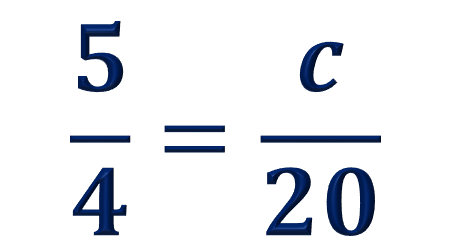 5/4 = c/20